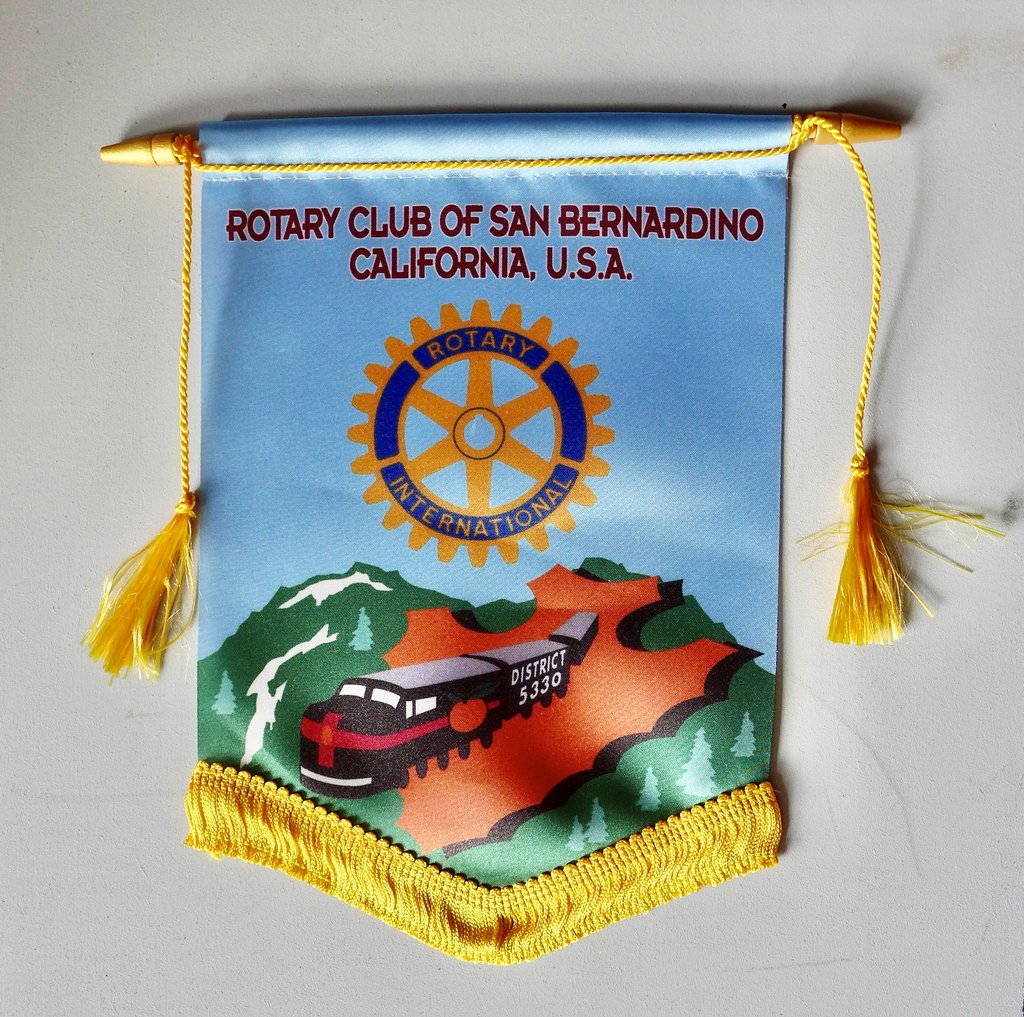 ROTARY CLUB OF SAN BERNARDINO
CALIFORNIA, U.S.A.
ROTARY
INTERNATIONAL
DISTRICT
5330